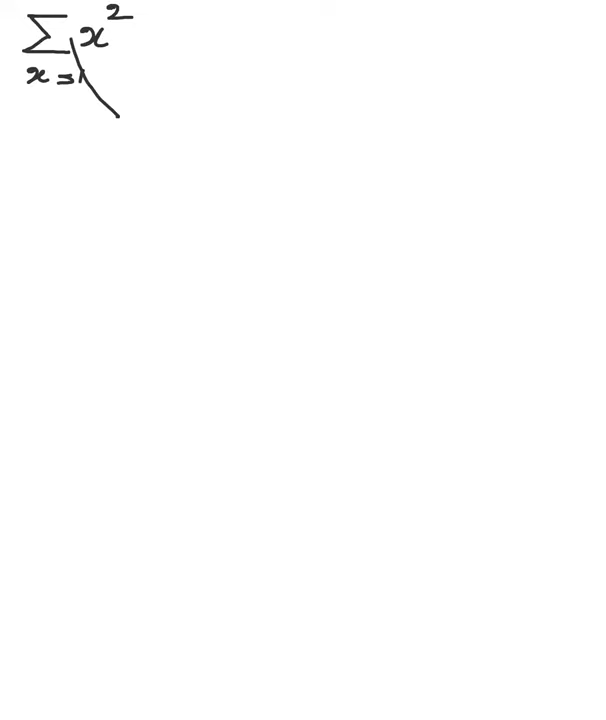 ∑ x²
x = 1